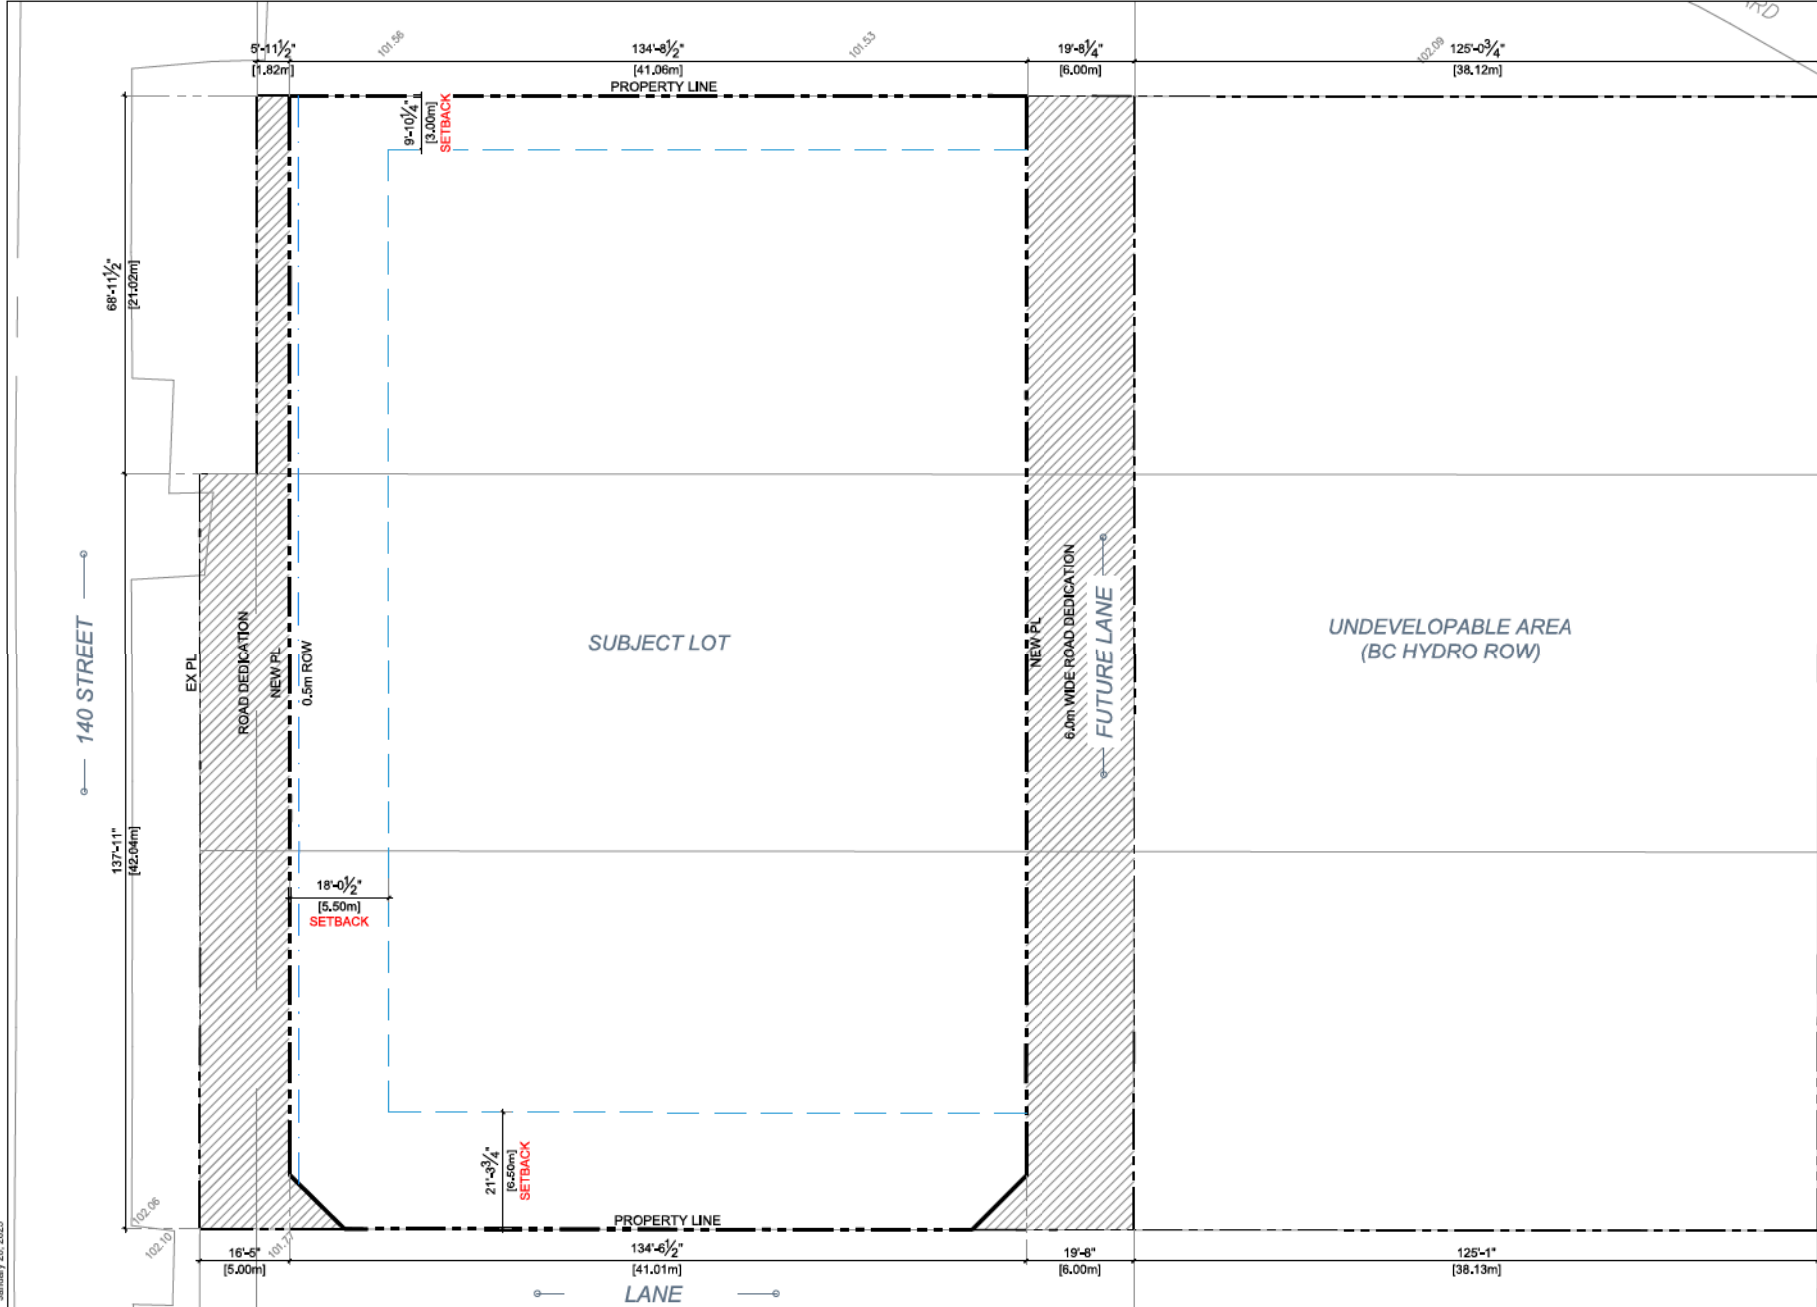 RD
5'-11½"
[1.82m]
101.56
134'-8½"
[41.06m]
101.53
19'-8¼"
[6.00m]
102.09
125'-0¾"
[38.12m]
PROPERTY LINE
9'-10¼"
[3.00m]
SETBACK
68'-11½"
[21.02m]
140 STREET
EX PL
ROAD DEDICATION
NEW PL
0.5m ROW
SUBJECT LOT
NEW PL
6.0m WIDE ROAD DEDICATION
FUTURE LANE
UNDEVELOPABLE AREA
(BC HYDRO ROW)
137'-11"
[42.04m]
18'-0½"
[5.50m]
SETBACK
21'-3¾"
[6.50m]
SETBACK
PROPERTY LINE
102.06
102.10
101.77
16'-5"
[5.00m]
134'-6½"
[41.01m]
19'-8"
[6.00m]
125'-1"
[38.13m]
LANE